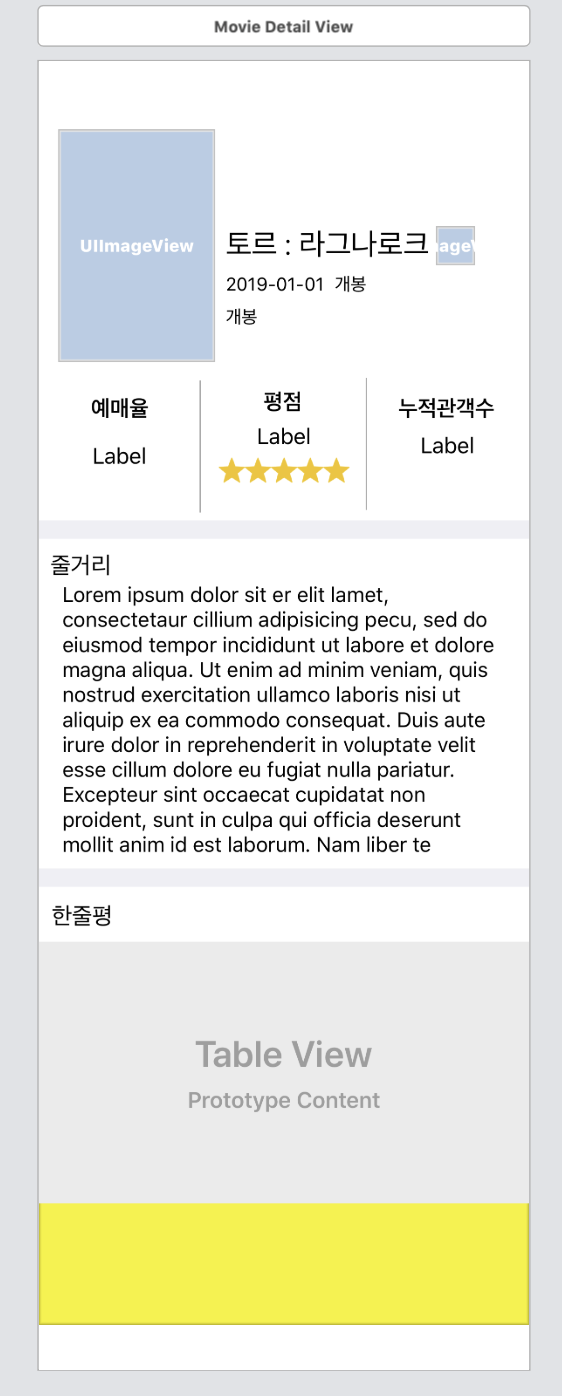 Movie Detail View
UIImageView
토르 : 라그나로크
ageV
2019-01-01 개봉
개봉
예매율
Label
평점
Label
누적관객수
Label
줄거리
Lorem ipsum dolor sit er elit lamet,
consectetaur cillium adipisicing pecu, sed do
eiusmod tempor incididunt ut labore et dolore
magna aliqua. Ut enim ad minim veniam, quis
nostrud exercitation ullamco laboris nisi ut
aliquip ex ea commodo consequat. Duis aute
irure dolor in reprehenderit in voluptate velit
esse cillum dolore eu fugiat nulla pariatur.
Excepteur sint occaecat cupidatat non
proident, sunt in culpa qui officia deserunt
mollit anim id est laborum. Nam liber te
한줄평
Table View
Prototype Content